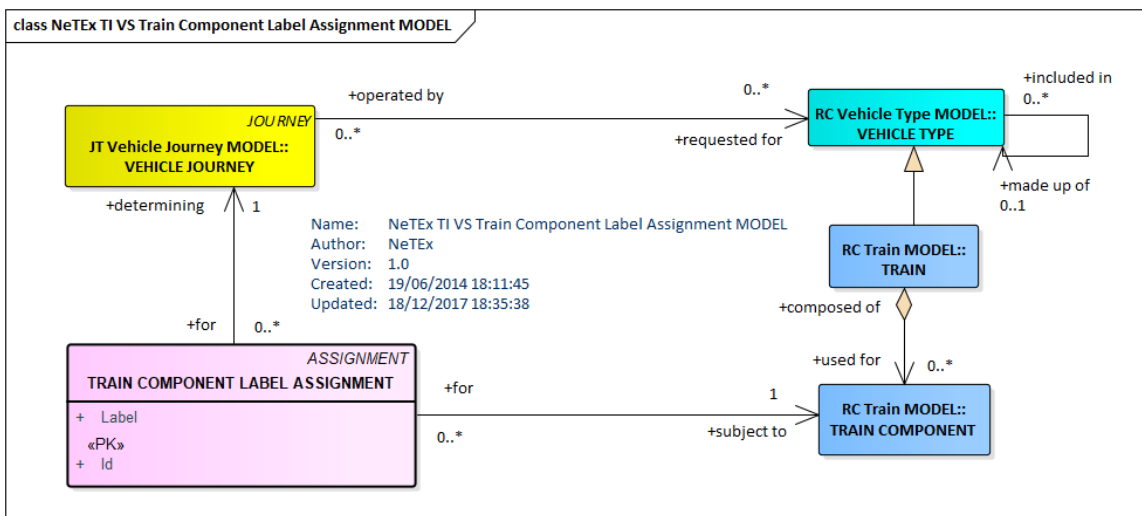 class NeTEx TI VS Train Component Label Assignment MODEL
+included in
0..*
+operated by
0..*
JOURNEY
JT Vehicle Journey MODEL::
VEHICLE JOURNEY
0..*
+requested for
RC Vehicle Type MODEL::
VEHICLE TYPE
+made up of
0..1
+determining
1
Name: NeTEx TI VS Train Component Label Assignment MODEL
Author: NeTEx
Version: 1.0
Created: 19/06/2014 18:11:45
Updated: 18/12/2017 18:35:38
RC Train MODEL::
TRAIN
+composed of
+for
0..*
+used for
0..*
ASSIGNMENT
TRAIN COMPONENT LABEL ASSIGNMENT
+ Label
«PK»
+ Id
+for
0..*
1
+subject to
RC Train MODEL::
TRAIN COMPONENT